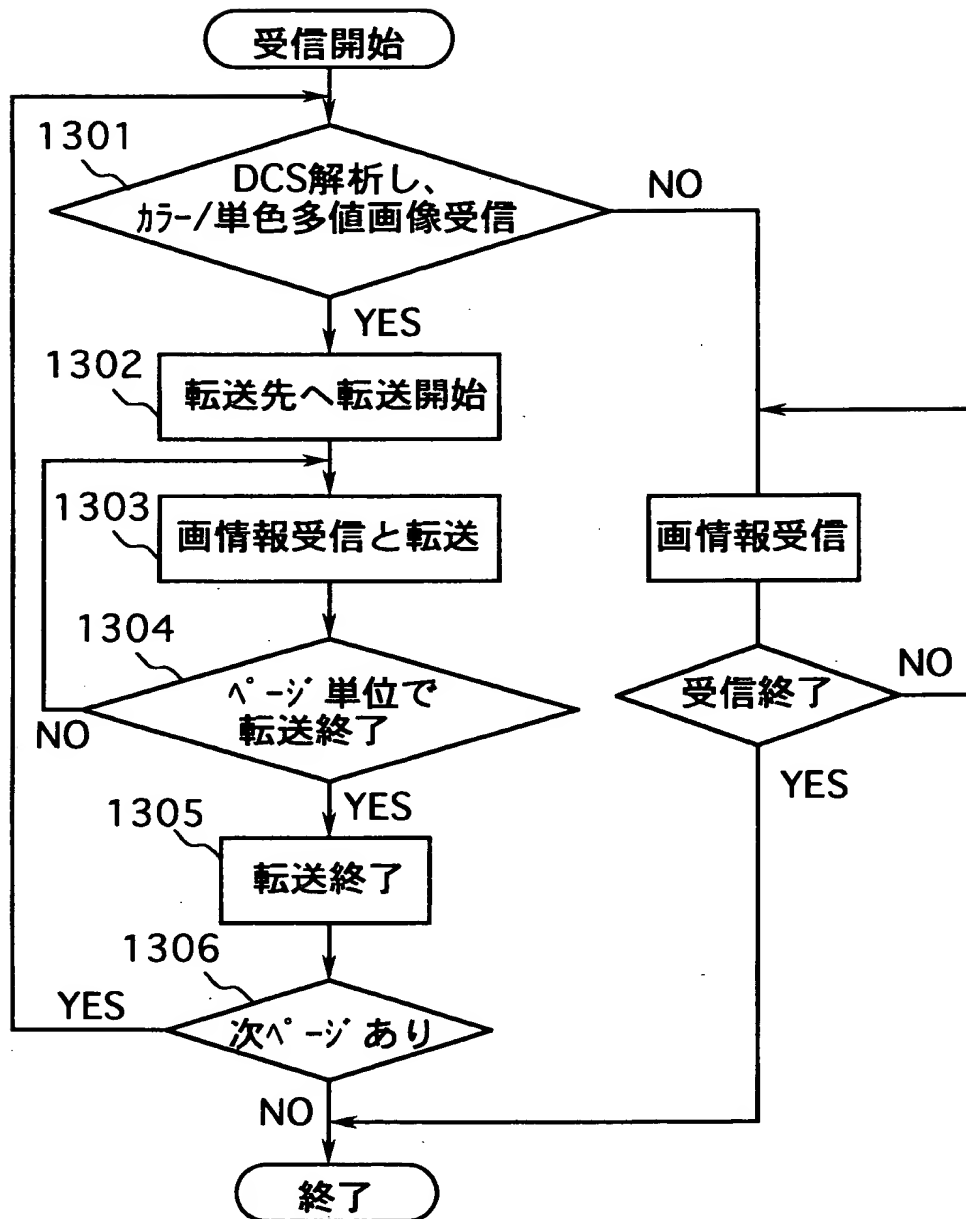 受信開始
1301
DCS解析し、
ｶﾗｰ/単色多値画像受信
NO
YES
1302
転送先へ転送開始
1303
画情報受信と転送
画情報受信
1304
ﾍﾟｰｼﾞ単位で
転送終了
NO
受信終了
NO
YES
YES
1305
転送終了
1306
YES
次ﾍﾟｰｼﾞあり
NO
終了